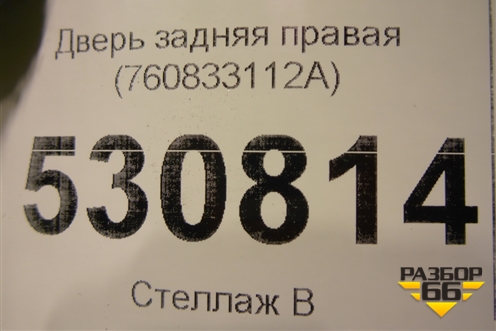 Дверь задняя правая
(760833112A)
530814
Стеллаж В
РАЗБОР
66